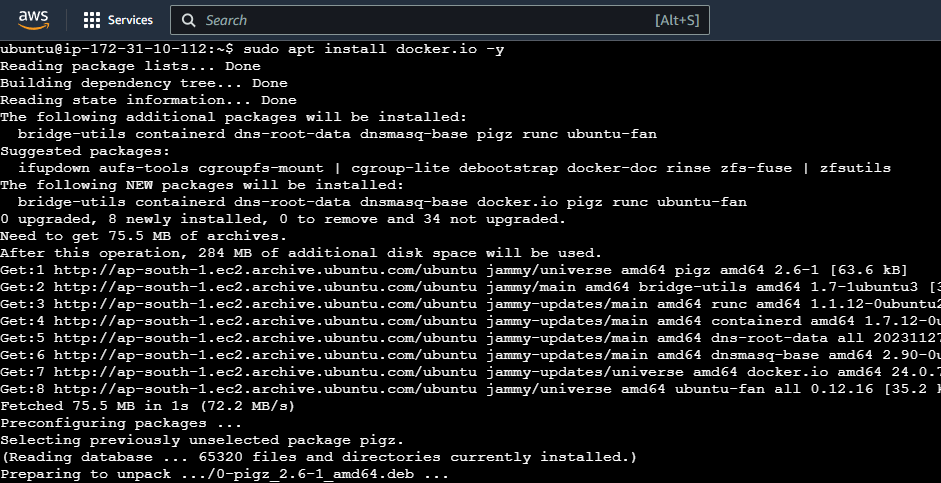 aws Services Search [Alt+S]
ubuntu@ip-172-31-10-112:~$ sudo apt install docker.io -y
Reading package lists... Done
Building dependency tree... Done
Reading state information... Done
The following additional packages will be installed:
  bridge-utils containerd dns-root-data dnsmasq-base pigz runc ubuntu-fan
Suggested packages:
  ifupdown aufs-tools cgroupfs-mount | cgroup-lite debootstrap docker-doc rinse zfs-fuse | zfsutils
The following NEW packages will be installed:
  bridge-utils containerd dns-root-data dnsmasq-base docker.io pigz runc ubuntu-fan
0 upgraded, 8 newly installed, 0 to remove and 34 not upgraded.
Need to get 75.5 MB of archives.
After this operation, 284 MB of additional disk space will be used.
Get:1 http://ap-south-1.ec2.archive.ubuntu.com/ubuntu jammy/universe amd64 pigz amd64 2.6-1 [63.6 kB]
Get:2 http://ap-south-1.ec2.archive.ubuntu.com/ubuntu jammy/main amd64 bridge-utils amd64 1.7-1ubuntu3 [3
Get:3 http://ap-south-1.ec2.archive.ubuntu.com/ubuntu jammy-updates/main amd64 runc amd64 1.1.12-0ubuntu2
Get:4 http://ap-south-1.ec2.archive.ubuntu.com/ubuntu jammy-updates/main amd64 containerd amd64 1.7.12-0u
Get:5 http://ap-south-1.ec2.archive.ubuntu.com/ubuntu jammy-updates/main amd64 dns-root-data all 20231127
Get:6 http://ap-south-1.ec2.archive.ubuntu.com/ubuntu jammy-updates/main amd64 dnsmasq-base amd64 2.90-0u
Get:7 http://ap-south-1.ec2.archive.ubuntu.com/ubuntu jammy-updates/universe amd64 docker.io amd64 24.0.7
Get:8 http://ap-south-1.ec2.archive.ubuntu.com/ubuntu jammy/universe amd64 ubuntu-fan all 0.12.16 [35.2 k
Fetched 75.5 MB in 1s (72.2 MB/s)
Preconfiguring packages ...
Selecting previously unselected package pigz.
(Reading database ... 65320 files and directories currently installed.)
Preparing to unpack .../0-pigz_2.6-1_amd64.deb ...